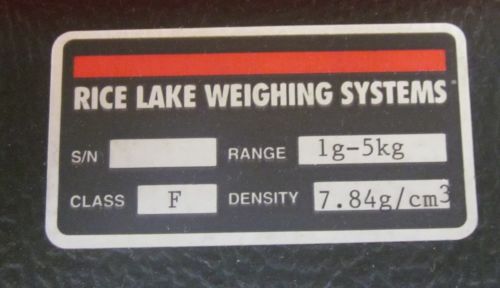 RICE LAKE WEIGHING SYSTEMS
S/N RANGE 1g-5kg
CLASS F DENSITY 7.84g/cm³